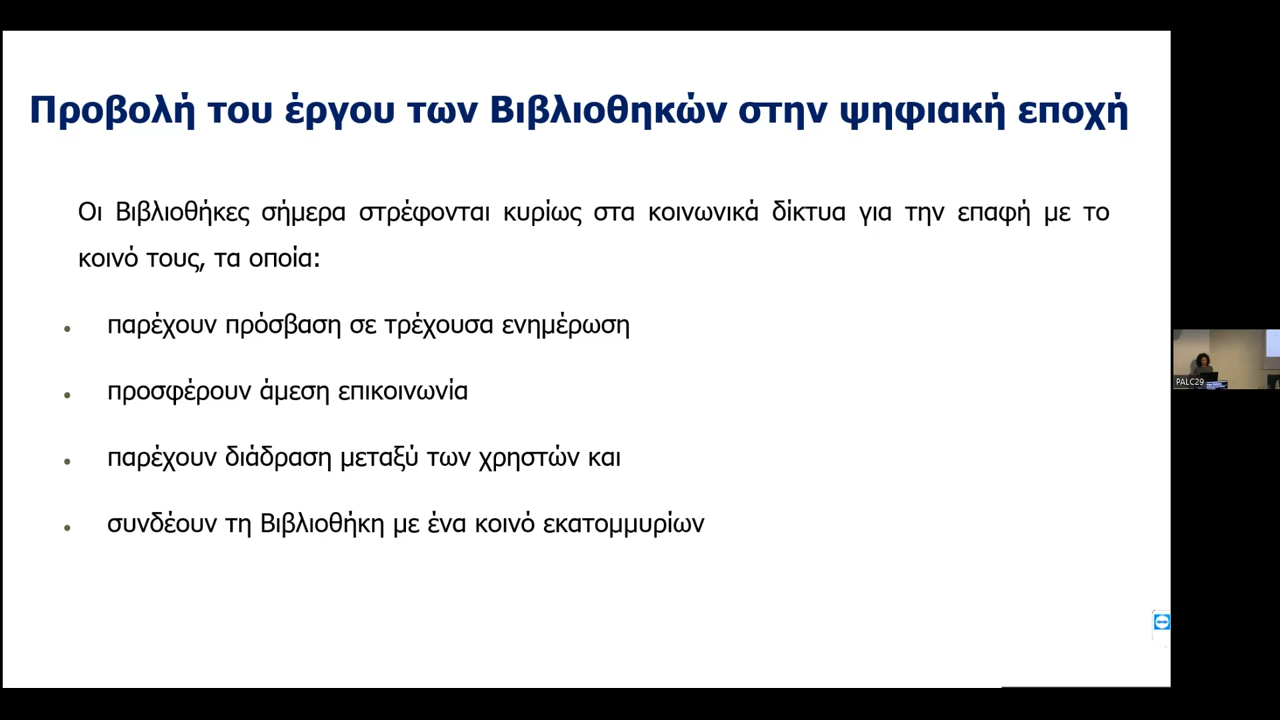 Προβολή του έργου των Βιβλιοθηκών στην ψηφιακή εποχή
Οι Βιβλιοθήκες σήμερα στρέφονται κυρίως στα κοινωνικά δίκτυα για την επαφή με το
κοινό τους, τα οποία:
• παρέχουν πρόσβαση σε τρέχουσα ενημέρωση
• προσφέρουν άμεση επικοινωνία
• παρέχουν διάδραση μεταξύ των χρηστών και
• συνδέουν τη Βιβλιοθήκη με ένα κοινό εκατομμυρίων
PALC29